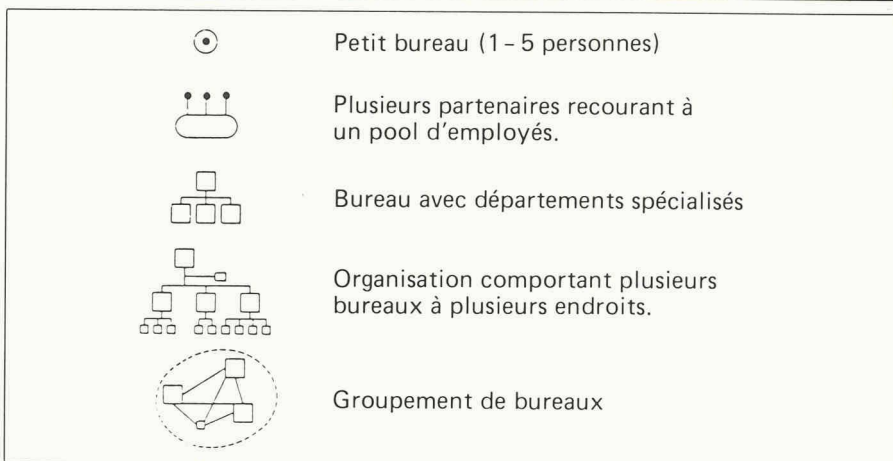 Petit bureau (1–5 personnes)
Plusieurs partenaires recourant à
un pool d'employés.
Bureau avec départements spécialisés
Organisation comportant plusieurs
bureaux à plusieurs endroits.
Groupement de bureaux